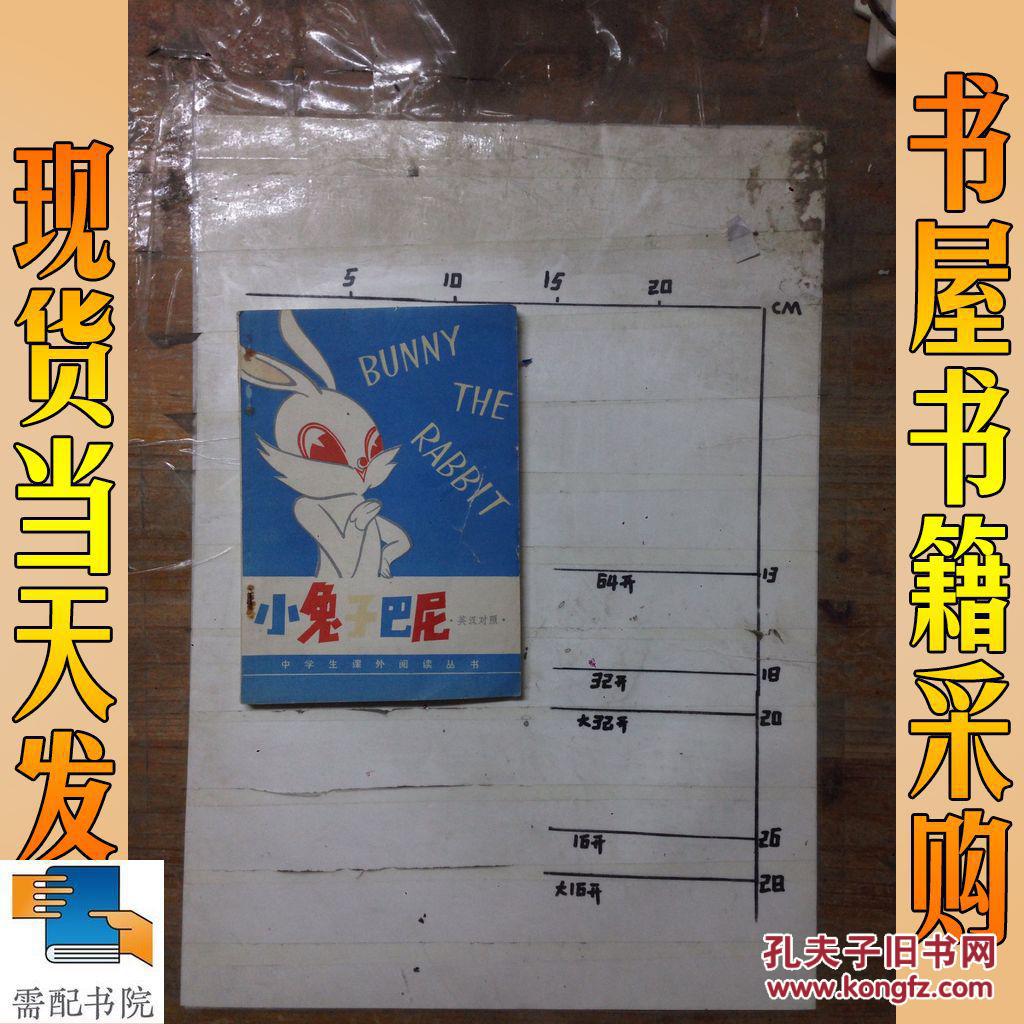 现货当天发
书屋书籍采购
5 10 15 20
CM
BUNNY
THE
RABBIT
小兔子巴尼 ·英汉对照·
中学生课外阅读丛书
64开 13
32开 18
大32开 20
16开 26
大16开 28
需配书院
孔夫子旧书网
www.kongfz.com